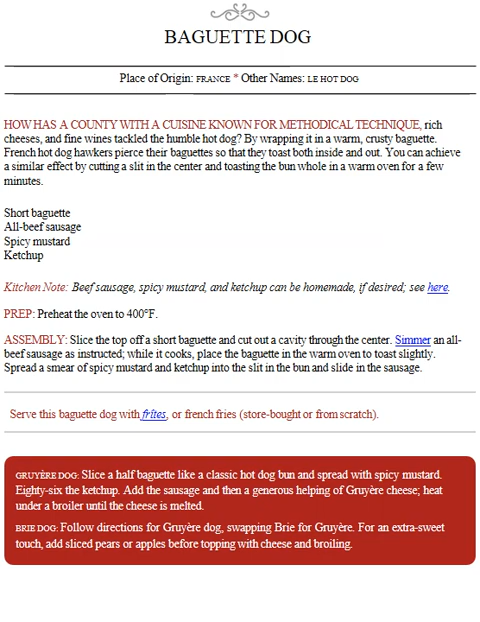 BAGUETTE DOG
Place of Origin: FRANCE * Other Names: LE HOT DOG
HOW HAS A COUNTY WITH A CUISINE KNOWN FOR METHODICAL TECHNIQUE, rich
cheeses, and fine wines tackled the humble hot dog? By wrapping it in a warm, crusty baguette.
French hot dog hawkers pierce their baguettes so that they toast both inside and out. You can achieve
a similar effect by cutting a slit in the center and toasting the bun whole in a warm oven for a few
minutes.
Short baguette
All-beef sausage
Spicy mustard
Ketchup
Kitchen Note: Beef sausage, spicy mustard, and ketchup can be homemade, if desired; see here.
PREP: Preheat the oven to 400°F.
ASSEMBLY: Slice the top off a short baguette and cut out a cavity through the center. Simmer an all-
beef sausage as instructed; while it cooks, place the baguette in the warm oven to toast slightly.
Spread a smear of spicy mustard and ketchup into the slit in the bun and slide in the sausage.
Serve this baguette dog with frites, or french fries (store-bought or from scratch).
GRUYÈRE DOG: Slice a half baguette like a classic hot dog bun and spread with spicy mustard.
Eighty-six the ketchup. Add the sausage and then a generous helping of Gruyère cheese; heat
under a broiler until the cheese is melted.
BRIE DOG: Follow directions for Gruyère dog, swapping Brie for Gruyère. For an extra-sweet
touch, add sliced pears or apples before topping with cheese and broiling.